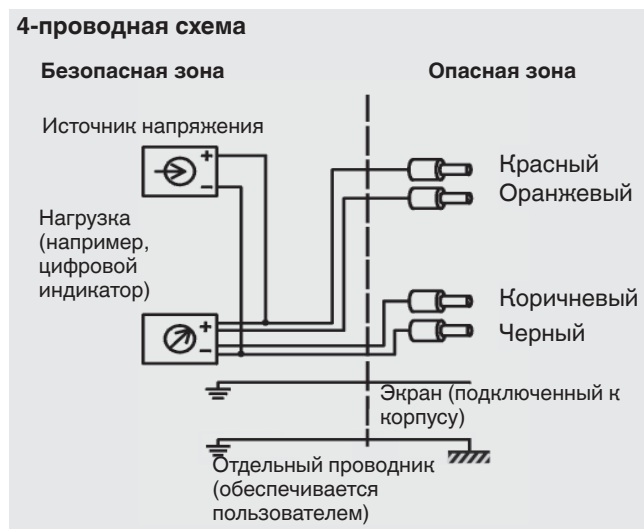 4-проводная схема
Безопасная зона
Опасная зона
Источник напряжения
+
−
Красный
Оранжевый
Нагрузка
(например,
цифровой
индикатор)
+
−
Коричневый
Черный
Экран (подключенный к
корпусу)
Отдельный проводник
(обеспечивается
пользователем)